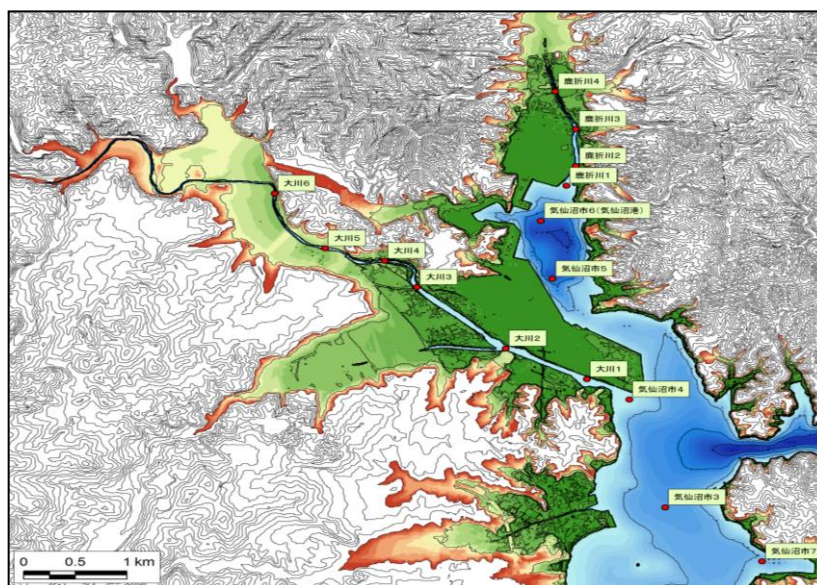 鹿折川4
鹿折川3
鹿折川2
鹿折川1
大川6
気仙沼市6(気仙沼港)
大川5
大川4
気仙沼市5
大川3
大川2
大川1
気仙沼市4
気仙沼市3
気仙沼市7
0 0.5 1 km